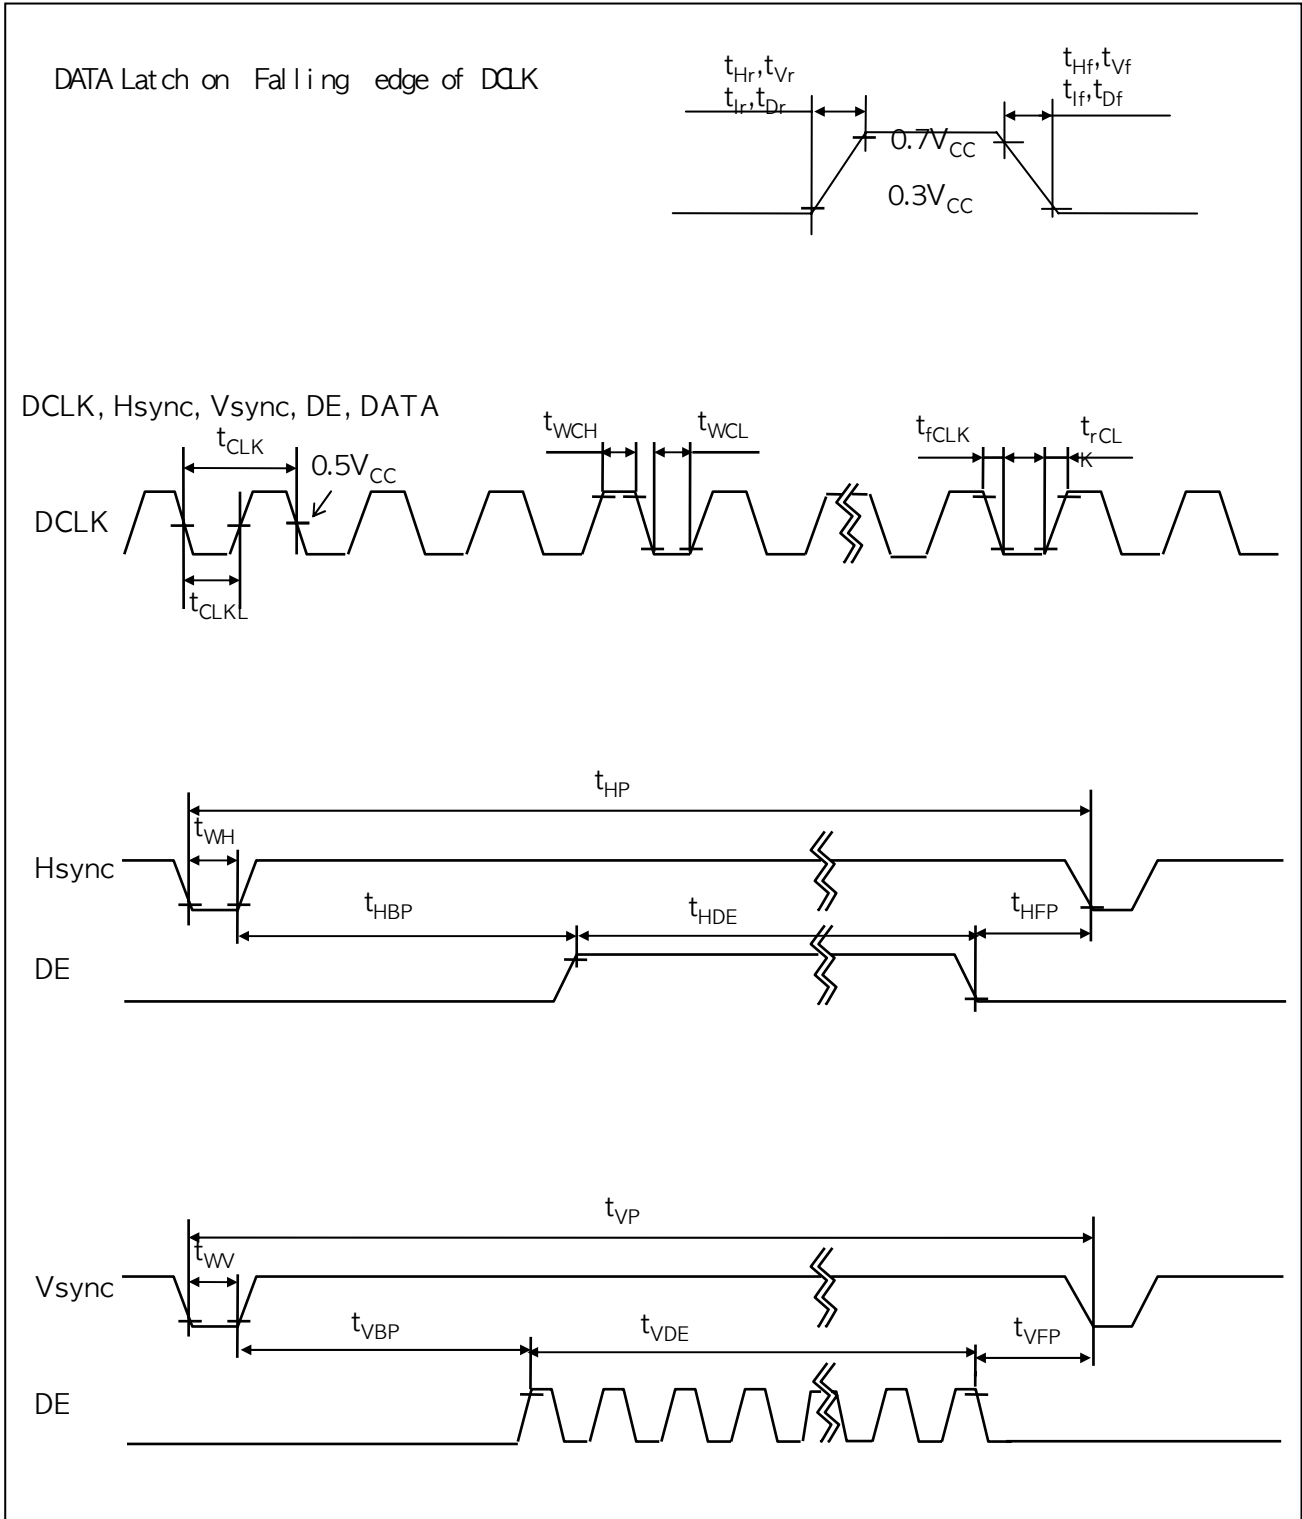 DATA Latch on Falling edge of DCLK
tHr,tVr
tIr,tDr
tHf,tVf
tIf,tDf
0.7VCC
0.3VCC
DCLK, Hsync, Vsync, DE, DATA
tCLK
0.5VCC
tWCH
tWCL
tfCLK
trCL
K
DCLK
tCLKL
tHP
tWH
Hsync
tHBP
tHDE
tHFP
DE
tVP
tWV
Vsync
tVBP
tVDE
tVFP
DE